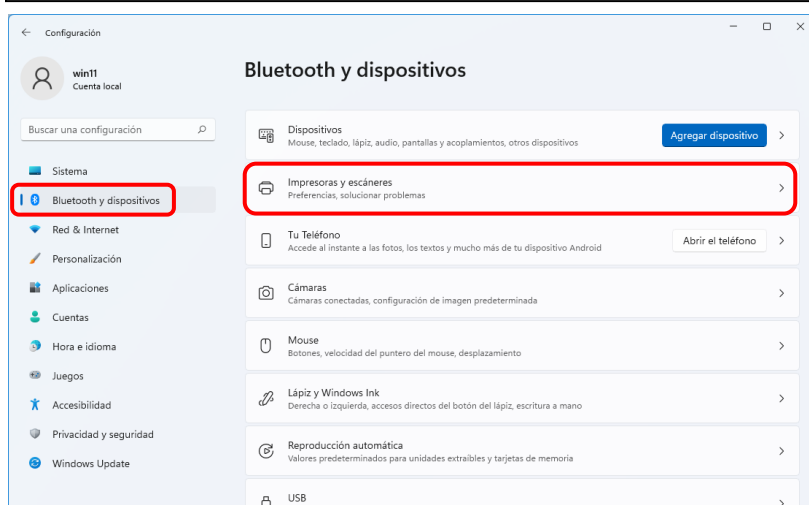 Configuración
win11
Cuenta local
Buscar una configuración
Sistema
Bluetooth y dispositivos
Red & Internet
Personalización
Aplicaciones
Cuentas
Hora e idioma
Juegos
Accesibilidad
Privacidad y seguridad
Windows Update
Bluetooth y dispositivos
Dispositivos
Mouse, teclado, lápiz, audio, pantallas y acoplamientos, otros dispositivos
Agregar dispositivo
Impresoras y escáneres
Preferencias, solucionar problemas
Tu Teléfono
Accede al instante a las fotos, los textos y mucho más de tu dispositivo Android
Abrir el teléfono
Cámaras
Cámaras conectadas, configuración de imagen predeterminada
Mouse
Botones, velocidad del puntero del mouse, desplazamiento
Lápiz y Windows Ink
Derecha o izquierda, accesos directos del botón del lápiz, escritura a mano
Reproducción automática
Valores predeterminados para unidades extraíbles y tarjetas de memoria
USB